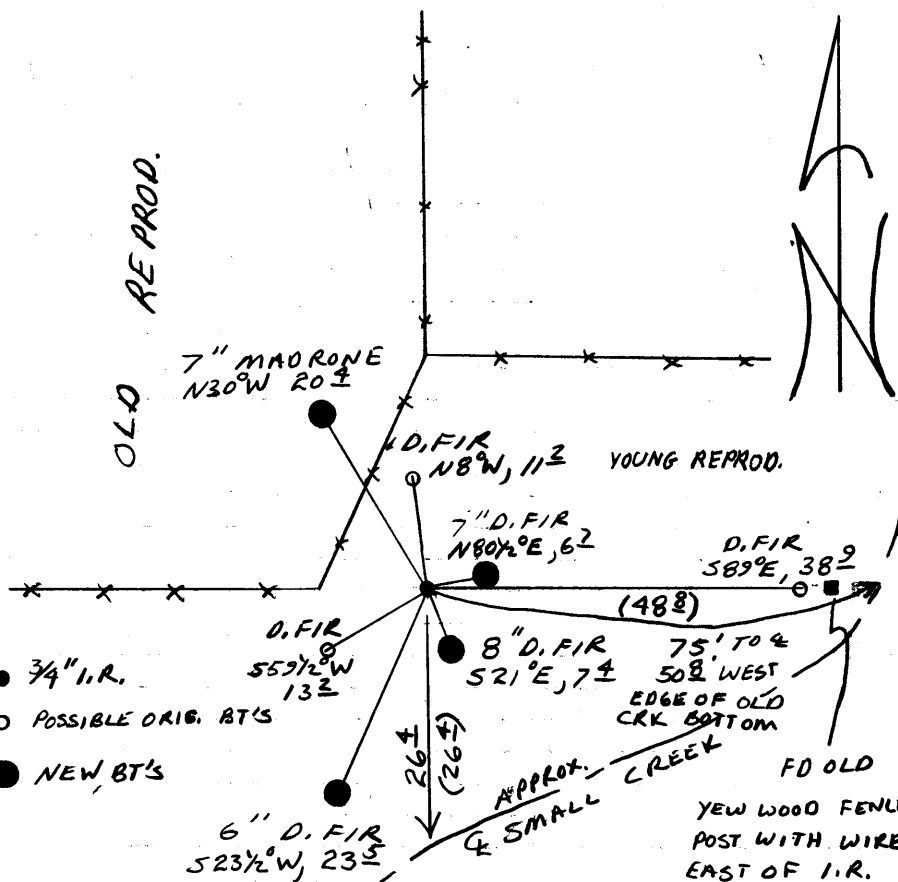 OLD REPROD.
7" MADRONE
N30°W 20 4
D.FIR
N8°W, 11 2
YOUNG REPROD.
7" D.FIR
N80½°E, 6 7
D.FIR
S89°E, 38 9
(48 8)
D.FIR
S59½°W
13 2
8" D.FIR
S21°E, 7 4
75' TO ℄
50 8' WEST
EDGE OF OLD
CRK BOTTOM
3/4" I.R.
POSSIBLE ORIG. BT'S
NEW BT'S
26 4
(26 4)
APPROX.
℄ SMALL CREEK
6" D. FIR
S23½°W, 23 5
FD OLD
YEW WOOD FENCE
POST WITH WIRE
EAST OF I.R.